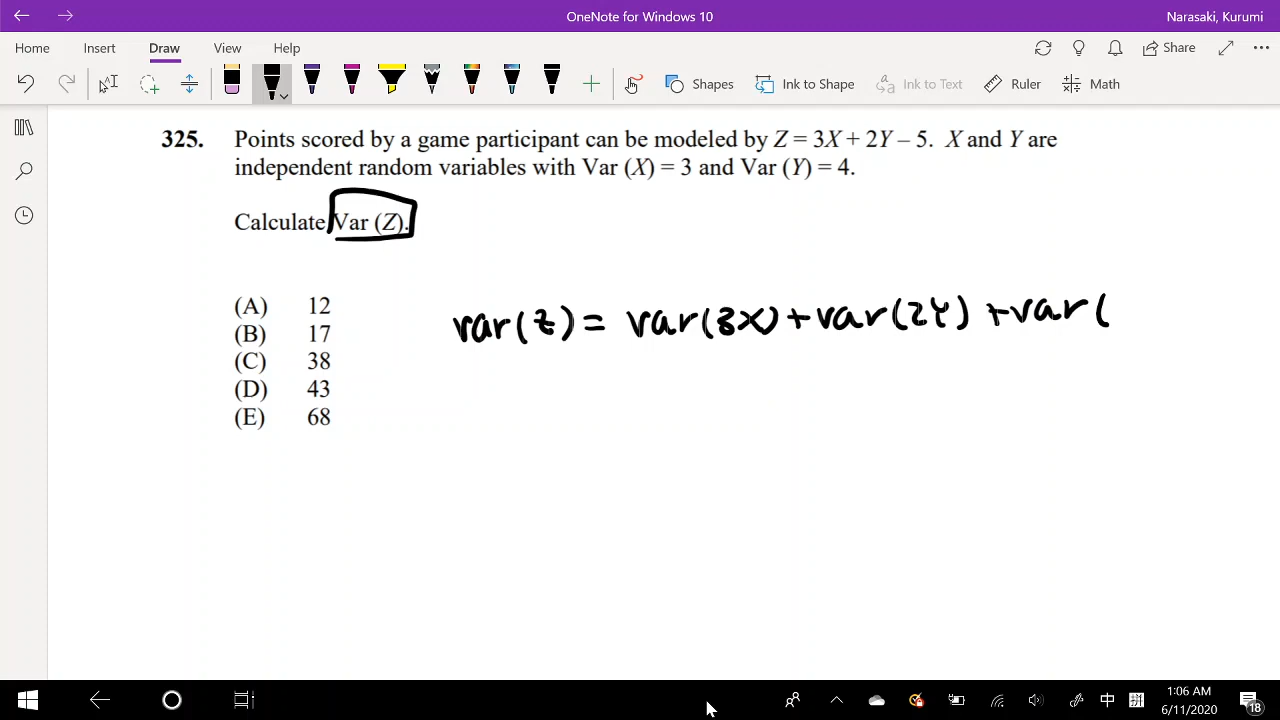 OneNote for Windows 10
Narasaki, Kurumi
Home Insert Draw View Help
Share
Shapes Ink to Shape Ink to Text Ruler Math
325. Points scored by a game participant can be modeled by Z = 3X + 2Y – 5. X and Y are
independent random variables with Var (X) = 3 and Var (Y) = 4.
Calculate Var (Z).
(A) 12
(B) 17
(C) 38
(D) 43
(E) 68
var(z) = var(3X) + var(2Y) + var(
中 拼
1:06 AM
6/11/2020
18